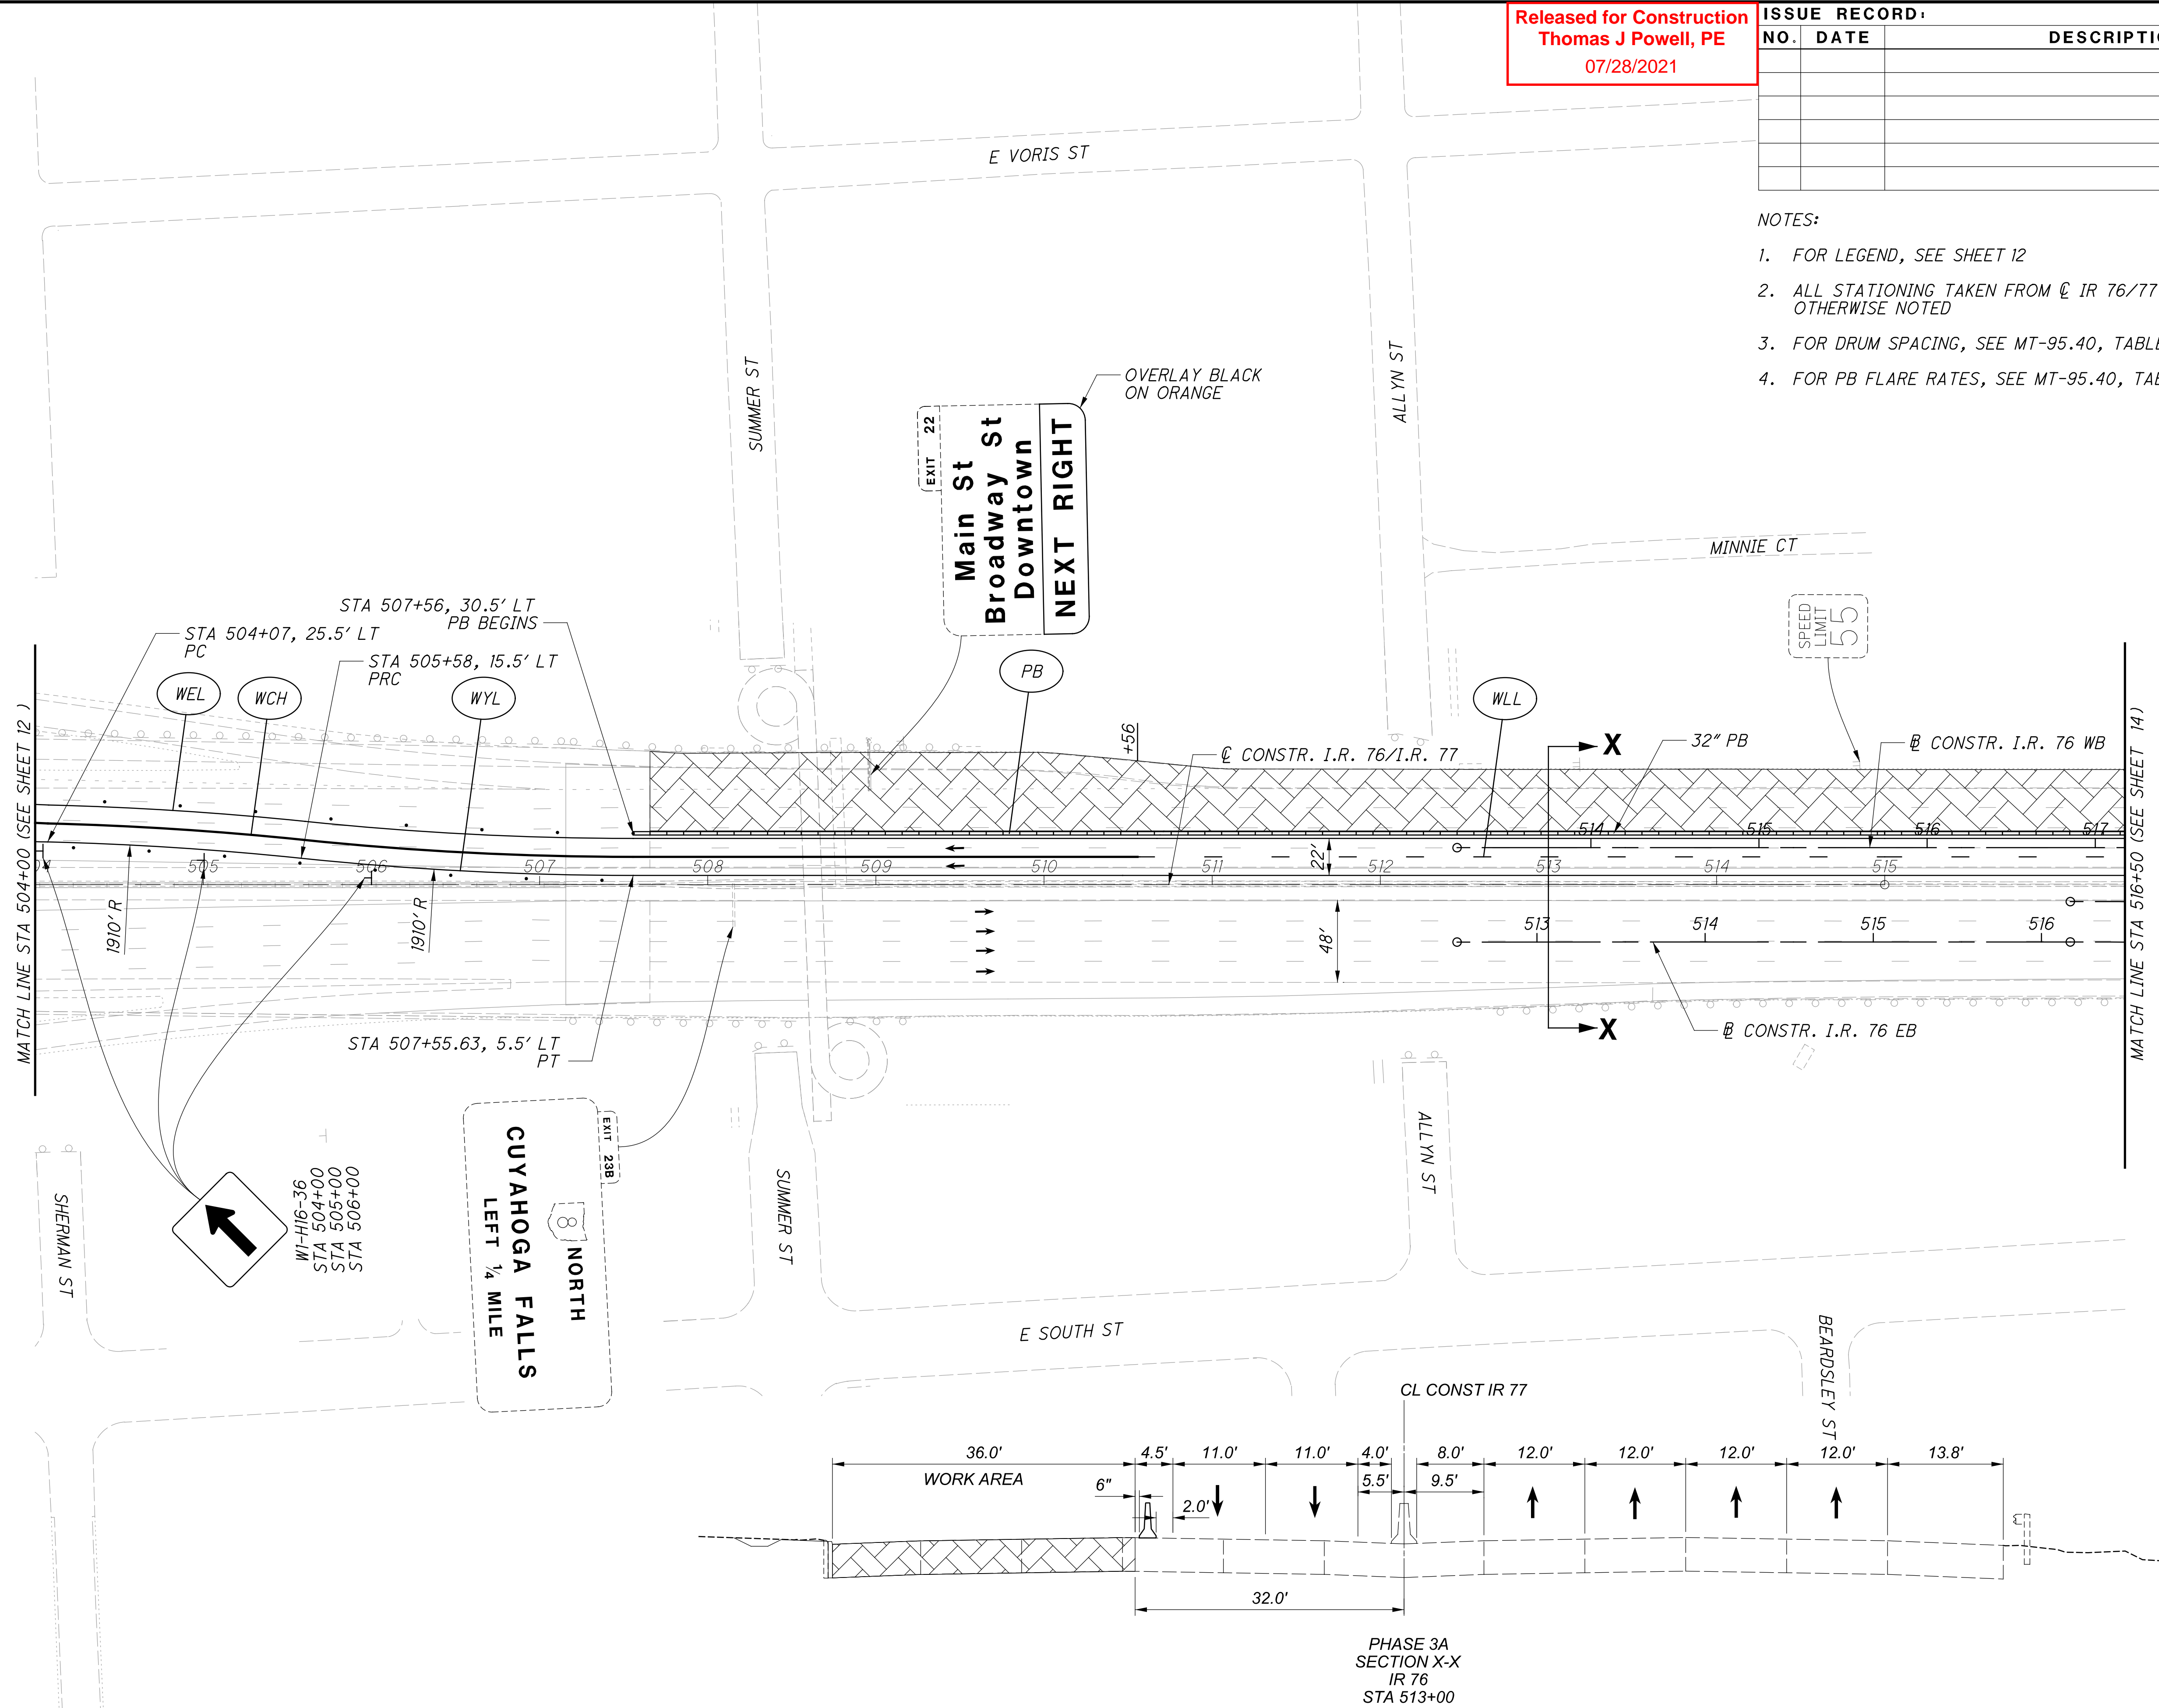 Released for Construction
Thomas J Powell, PE
07/28/2021
ISSUE RECORD:
NO. DATE
NOTES:
1. FOR LEGEND, SEE SHEET 12
2. ALL STATIONING TAKEN FROM ℄ IR 76/77
OTHERWISE NOTED
3. FOR DRUM SPACING, SEE MT-95.40,
4. FOR PB FLARE RATES, SEE MT-95.40,
E VORIS ST
SUMMER ST
ALLYN ST
OVERLAY BLACK
ON ORANGE
EXIT 22
Main St
Broadway St
Downtown
NEXT RIGHT
MINNIE CT
SPEED
LIMIT
55
STA 507+56, 30.5' LT
PB BEGINS
STA 504+07, 25.5' LT
PC
STA 505+58, 15.5' LT
PRC
WEL
WCH
WYL
PB
WLL
+56
℄ CONSTR. I.R. 76/I.R. 77
X
32" PB
B CONSTR. I.R. 76 WB
MATCH LINE STA 504+00 (SEE SHEET 12 )
MATCH LINE STA 516+50 (SEE SHEET 14)
514 515 516 517
504 505 506 507 508 509 510 511 512 513 514 515
22'
1910' R
1910' R
48'
513 514 515 516
X
B CONSTR. I.R. 76 EB
STA 507+55.63, 5.5' LT
PT
SHERMAN ST
W1-H16-36
STA 504+00
STA 505+00
STA 506+00
EXIT 23B
8 NORTH
CUYAHOGA FALLS
LEFT ¼ MILE
SUMMER ST
ALLYN ST
E SOUTH ST
BEARDSLEY ST
CL CONST IR 77
36.0' 4.5' 11.0' 11.0' 4.0' 8.0' 12.0' 12.0' 12.0' 12.0' 13.8'
WORK AREA
5.5' 9.5'
6"
2.0'
32.0'
PHASE 3A
SECTION X-X
IR 76
STA 513+00